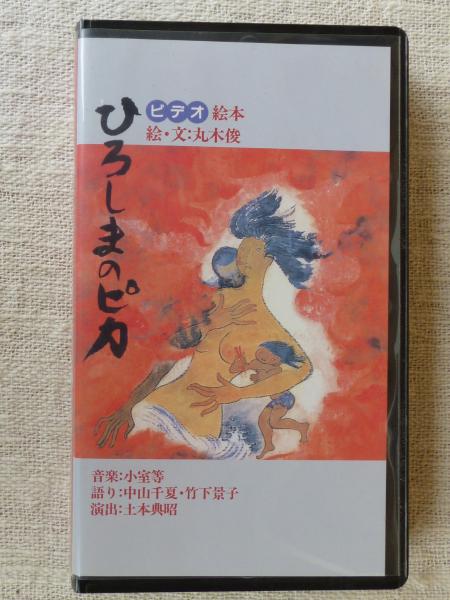 ひろしまのピカ
ビデオ絵本
絵・文:丸木俊
音楽:小室等
語り:中山千夏・竹下景子
演出:土本典昭